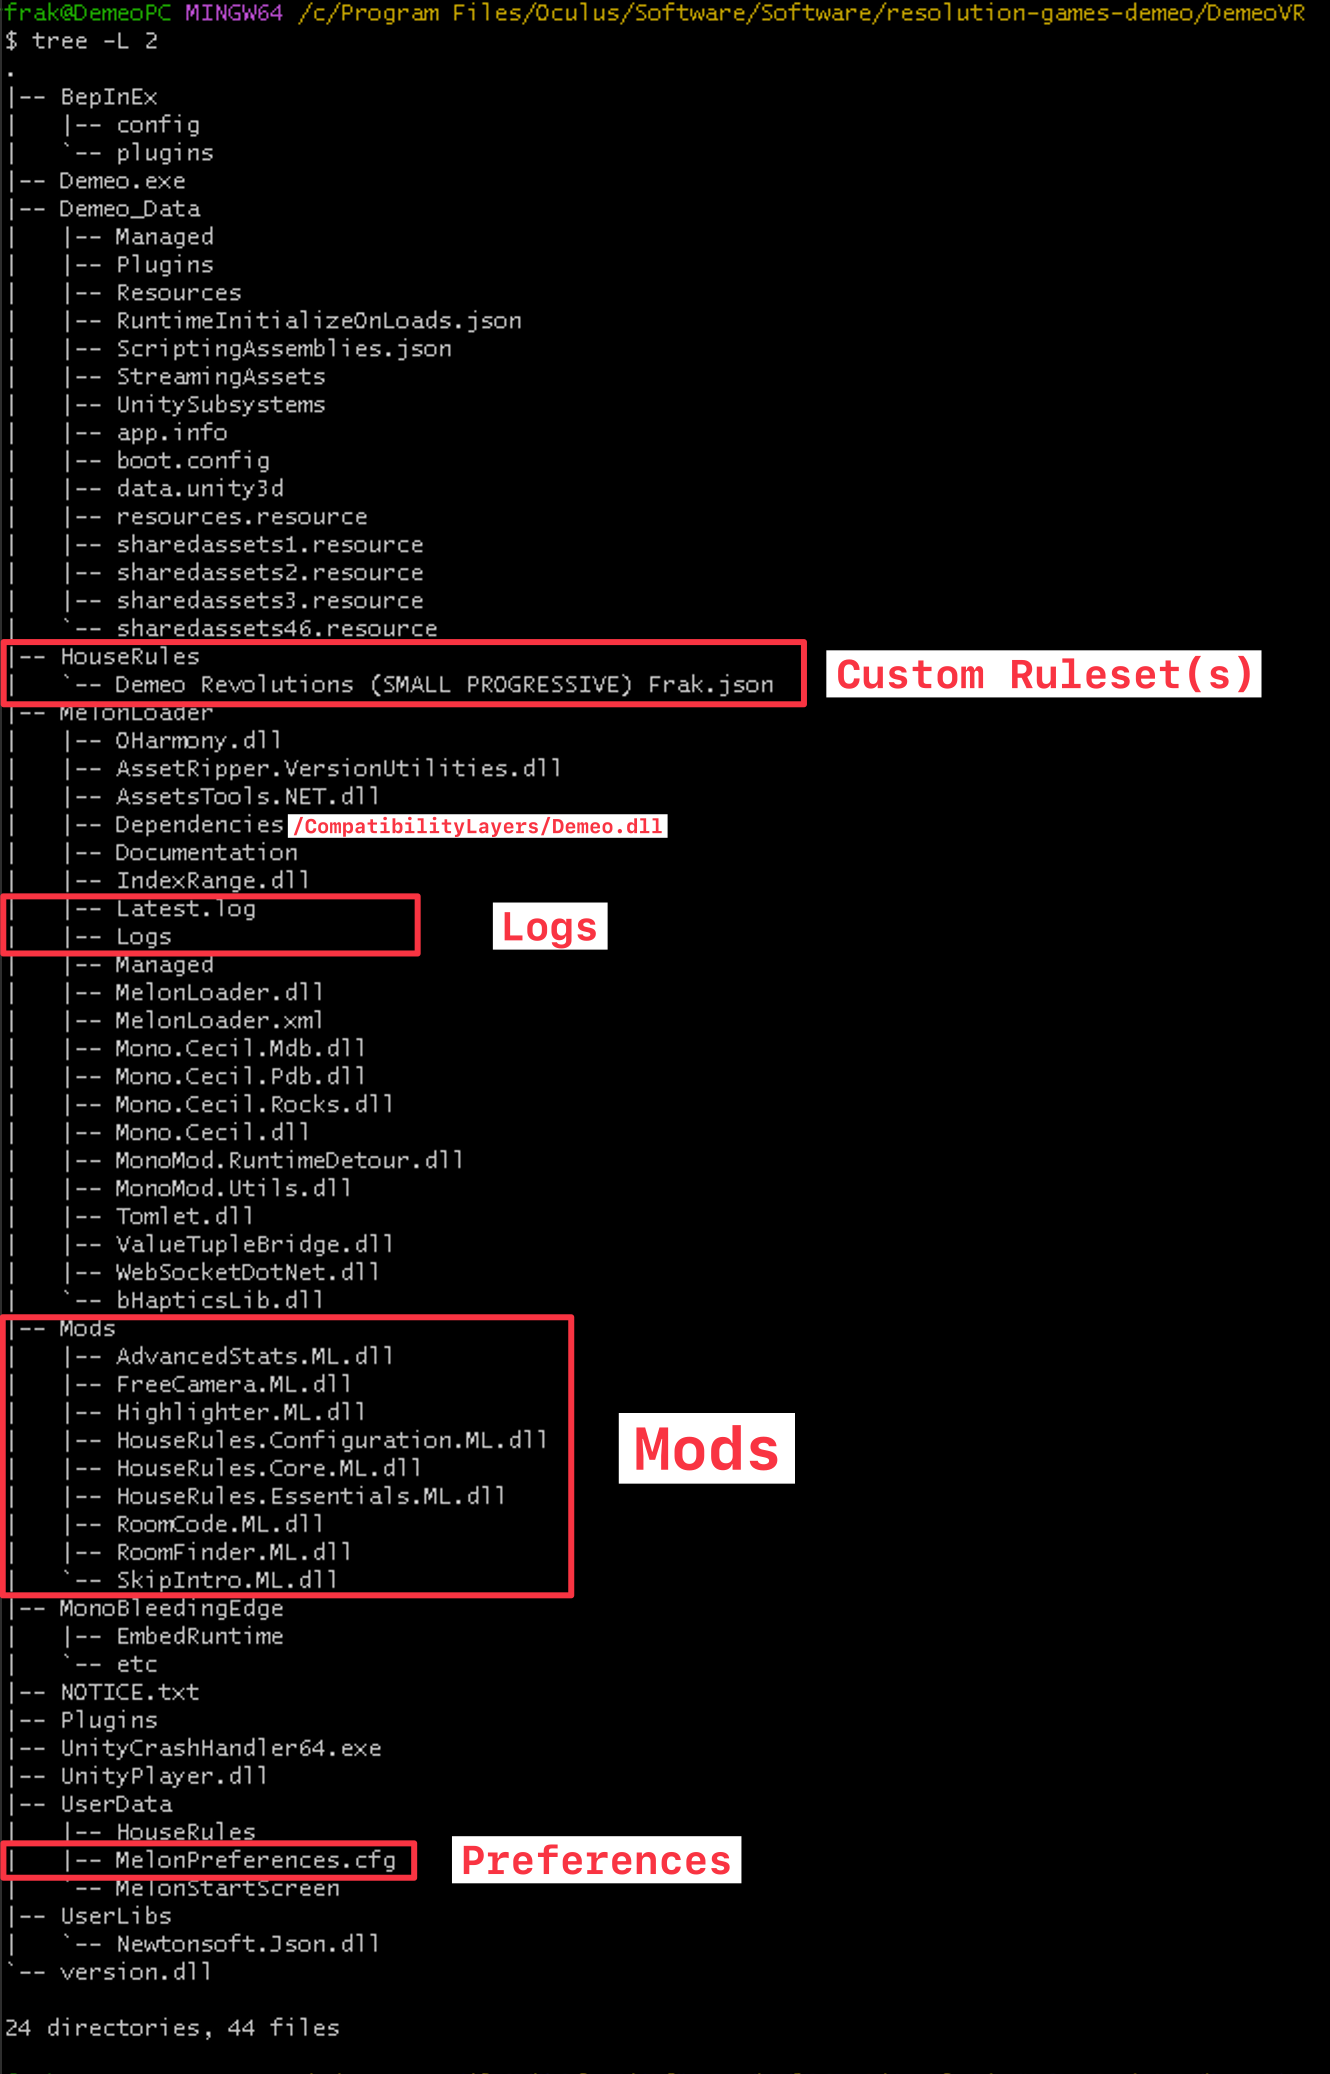 frak@DemeoPC MINGW64 /c/Program Files/Oculus/Software/Software/resolution-games-demeo/DemeoVR
$ tree -L 2
.
|-- BepInEx
|   |-- config
|   `-- plugins
|-- Demeo.exe
|-- Demeo_Data
|   |-- Managed
|   |-- Plugins
|   |-- Resources
|   |-- RuntimeInitializeOnLoads.json
|   |-- ScriptingAssemblies.json
|   |-- StreamingAssets
|   |-- UnitySubsystems
|   |-- app.info
|   |-- boot.config
|   |-- data.unity3d
|   |-- resources.resource
|   |-- sharedassets1.resource
|   |-- sharedassets2.resource
|   |-- sharedassets3.resource
|   `-- sharedassets46.resource
|-- HouseRules
|   `-- Demeo Revolutions (SMALL PROGRESSIVE) Frak.json
Custom Ruleset(s)
|-- MelonLoader
|   |-- 0Harmony.dll
|   |-- AssetRipper.VersionUtilities.dll
|   |-- AssetsTools.NET.dll
|   |-- Dependencies /CompatibilityLayers/Demeo.dll
|   |-- Documentation
|   |-- IndexRange.dll
|   |-- Latest.log
|   |-- Logs
Logs
|   |-- Managed
|   |-- MelonLoader.dll
|   |-- MelonLoader.xml
|   |-- Mono.Cecil.Mdb.dll
|   |-- Mono.Cecil.Pdb.dll
|   |-- Mono.Cecil.Rocks.dll
|   |-- Mono.Cecil.dll
|   |-- MonoMod.RuntimeDetour.dll
|   |-- MonoMod.Utils.dll
|   |-- Tomlet.dll
|   |-- ValueTupleBridge.dll
|   |-- WebSocketDotNet.dll
|   `-- bHapticsLib.dll
|-- Mods
|   |-- AdvancedStats.ML.dll
|   |-- FreeCamera.ML.dll
|   |-- Highlighter.ML.dll
|   |-- HouseRules.Configuration.ML.dll
Mods
|   |-- HouseRules.Core.ML.dll
|   |-- HouseRules.Essentials.ML.dll
|   |-- RoomCode.ML.dll
|   |-- RoomFinder.ML.dll
|   `-- SkipIntro.ML.dll
|-- MonoBleedingEdge
|   |-- EmbedRuntime
|   `-- etc
|-- NOTICE.txt
|-- Plugins
|-- UnityCrashHandler64.exe
|-- UnityPlayer.dll
|-- UserData
|   |-- HouseRules
|   |-- MelonPreferences.cfg
Preferences
|   `-- MelonStartScreen
|-- UserLibs
|   `-- Newtonsoft.Json.dll
`-- version.dll
24 directories, 44 files